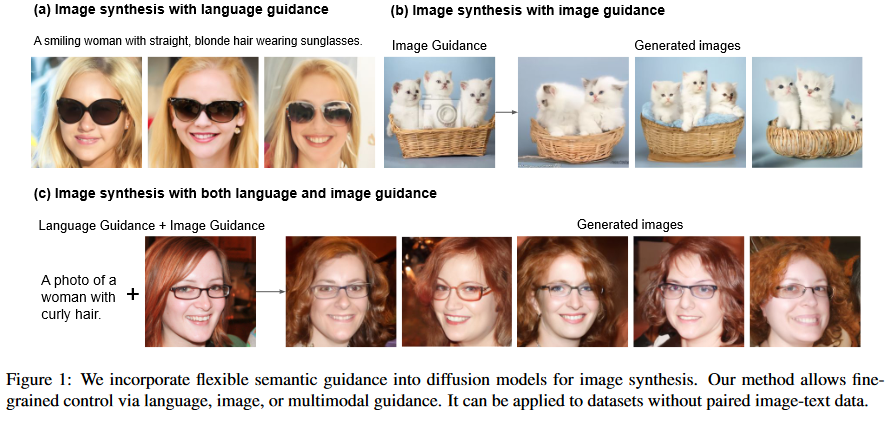 (a) Image synthesis with language guidance
A smiling woman with straight, blonde hair wearing sunglasses.
(b) Image synthesis with image guidance
Image Guidance
Generated images
(c) Image synthesis with both language and image guidance
Language Guidance + Image Guidance
Generated images
A photo of a
woman with
curly hair.
+
Figure 1: We incorporate flexible semantic guidance into diffusion models for image synthesis. Our method allows fine-
grained control via language, image, or multimodal guidance. It can be applied to datasets without paired image-text data.